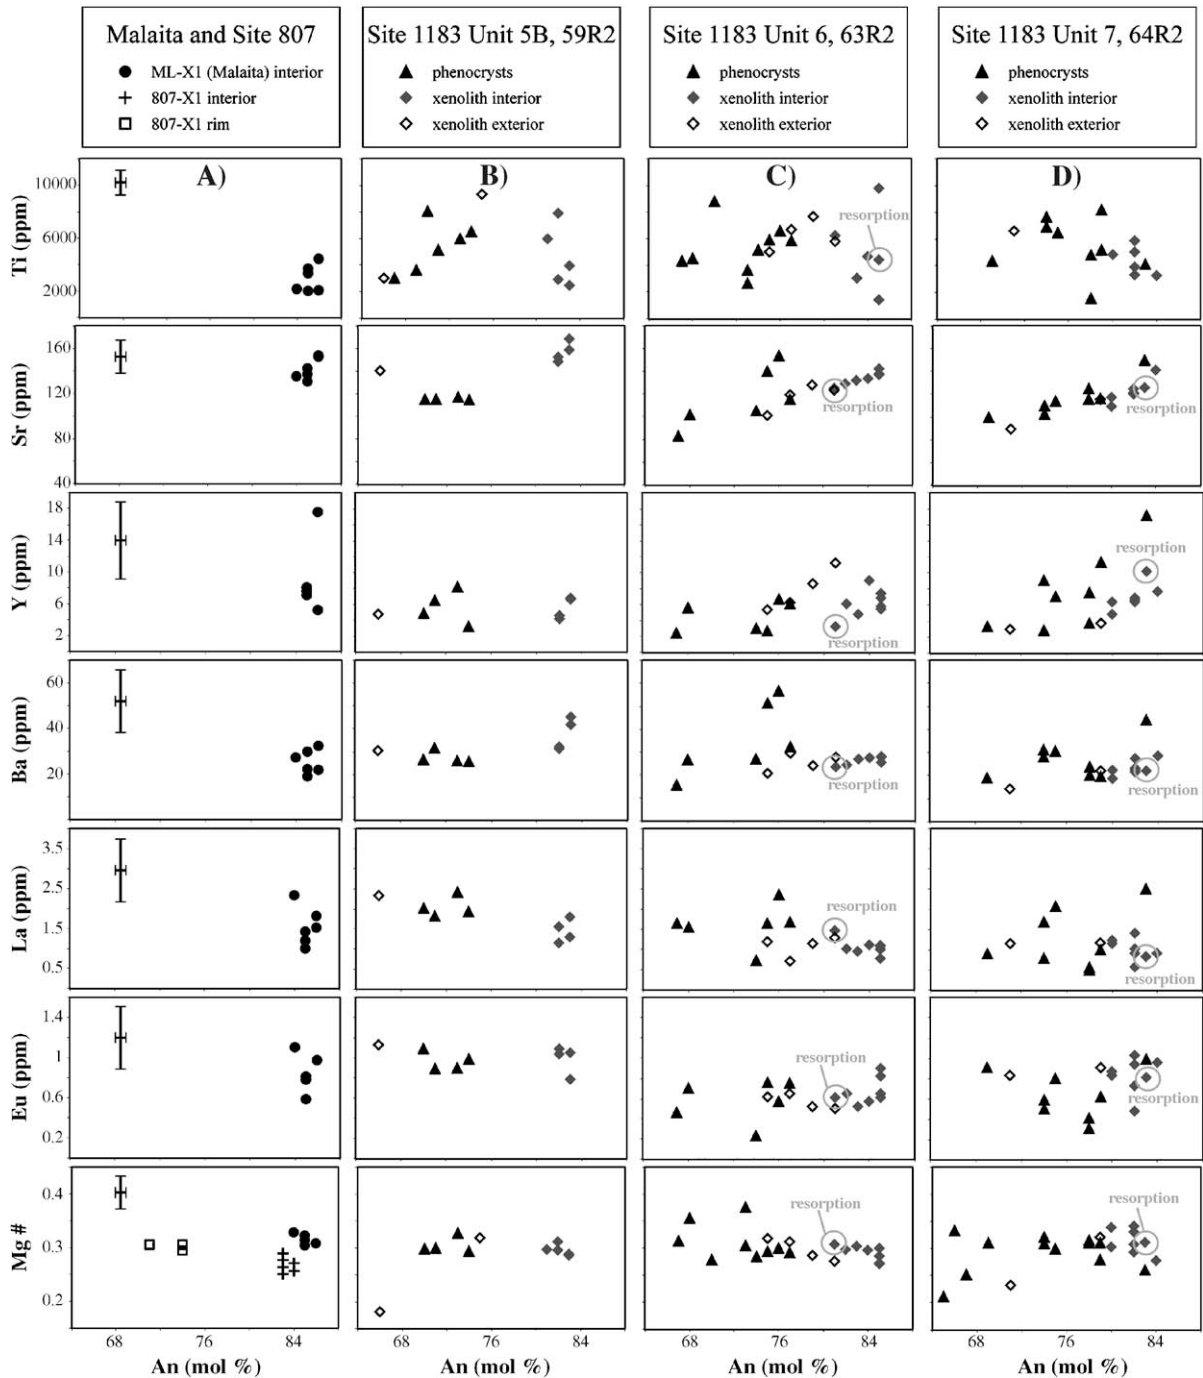 Malaita and Site 807
ML-X1 (Malaita) interior
807-X1 interior
807-X1 rim
Site 1183 Unit 5B, 59R2
phenocrysts
xenolith interior
xenolith exterior
Site 1183 Unit 6, 63R2
phenocrysts
xenolith interior
xenolith exterior
Site 1183 Unit 7, 64R2
phenocrysts
xenolith interior
xenolith exterior
A)
B)
C)
D)
Ti (ppm)
10000
6000
2000
resorption
Sr (ppm)
160
120
80
40
resorption
resorption
Y (ppm)
18
14
10
6
2
resorption
resorption
Ba (ppm)
60
40
20
resorption
resorption
La (ppm)
3.5
2.5
1.5
0.5
resorption
resorption
Eu (ppm)
1.4
1
0.6
0.2
resorption
resorption
Mg #
0.4
0.3
0.2
resorption
resorption
68 76 84
68 76 84
68 76 84
68 76 84
An (mol %)
An (mol %)
An (mol %)
An (mol %)